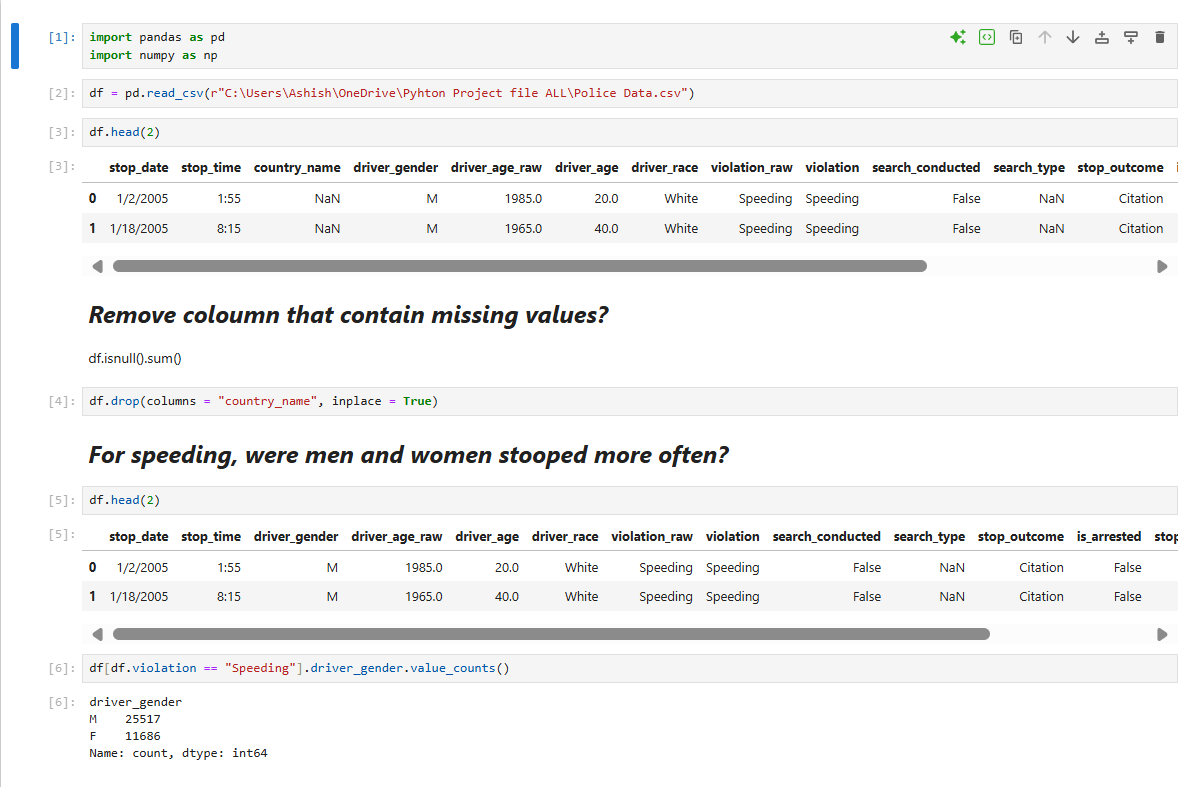 [1]: import pandas as pd
import numpy as np
[2]: df = pd.read_csv(r"C:\Users\Ashish\OneDrive\Pyhton Project file ALL\Police Data.csv")
[3]: df.head(2)
[3]: stop_date stop_time country_name driver_gender driver_age_raw driver_age driver_race violation_raw violation search_conducted search_type stop_outcome
0 1/2/2005 1:55 NaN M 1985.0 20.0 White Speeding Speeding False NaN Citation
1 1/18/2005 8:15 NaN M 1965.0 40.0 White Speeding Speeding False NaN Citation
Remove coloumn that contain missing values?
df.isnull().sum()
[4]: df.drop(columns = "country_name", inplace = True)
For speeding, were men and women stooped more often?
[5]: df.head(2)
[5]: stop_date stop_time driver_gender driver_age_raw driver_age driver_race violation_raw violation search_conducted search_type stop_outcome is_arrested stop
0 1/2/2005 1:55 M 1985.0 20.0 White Speeding Speeding False NaN Citation False
1 1/18/2005 8:15 M 1965.0 40.0 White Speeding Speeding False NaN Citation False
[6]: df[df.violation == "Speeding"].driver_gender.value_counts()
[6]: driver_gender
M 25517
F 11686
Name: count, dtype: int64